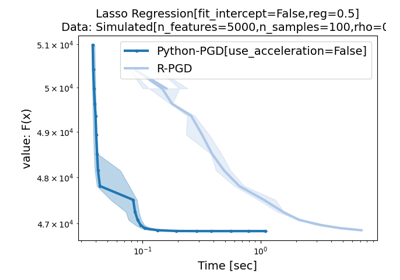 Lasso Regression[fit_intercept=False,reg=0.5]
Data: Simulated[n_features=5000,n_samples=100,rho=0
Python-PGD[use_acceleration=False]
R-PGD
value: F(x)
5.1 × 10⁴
5 × 10⁴
4.9 × 10⁴
4.8 × 10⁴
4.7 × 10⁴
10⁻¹
10⁰
Time [sec]